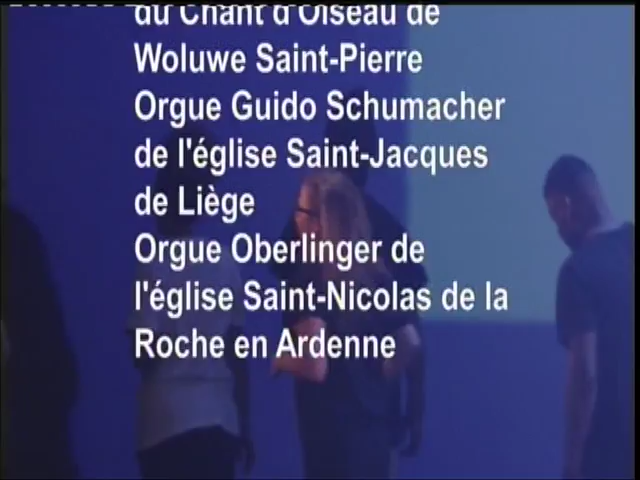 du Chant d'Oiseau de
Woluwe Saint-Pierre
Orgue Guido Schumacher
de l'église Saint-Jacques
de Liège
Orgue Oberlinger de
l'église Saint-Nicolas de la
Roche en Ardenne